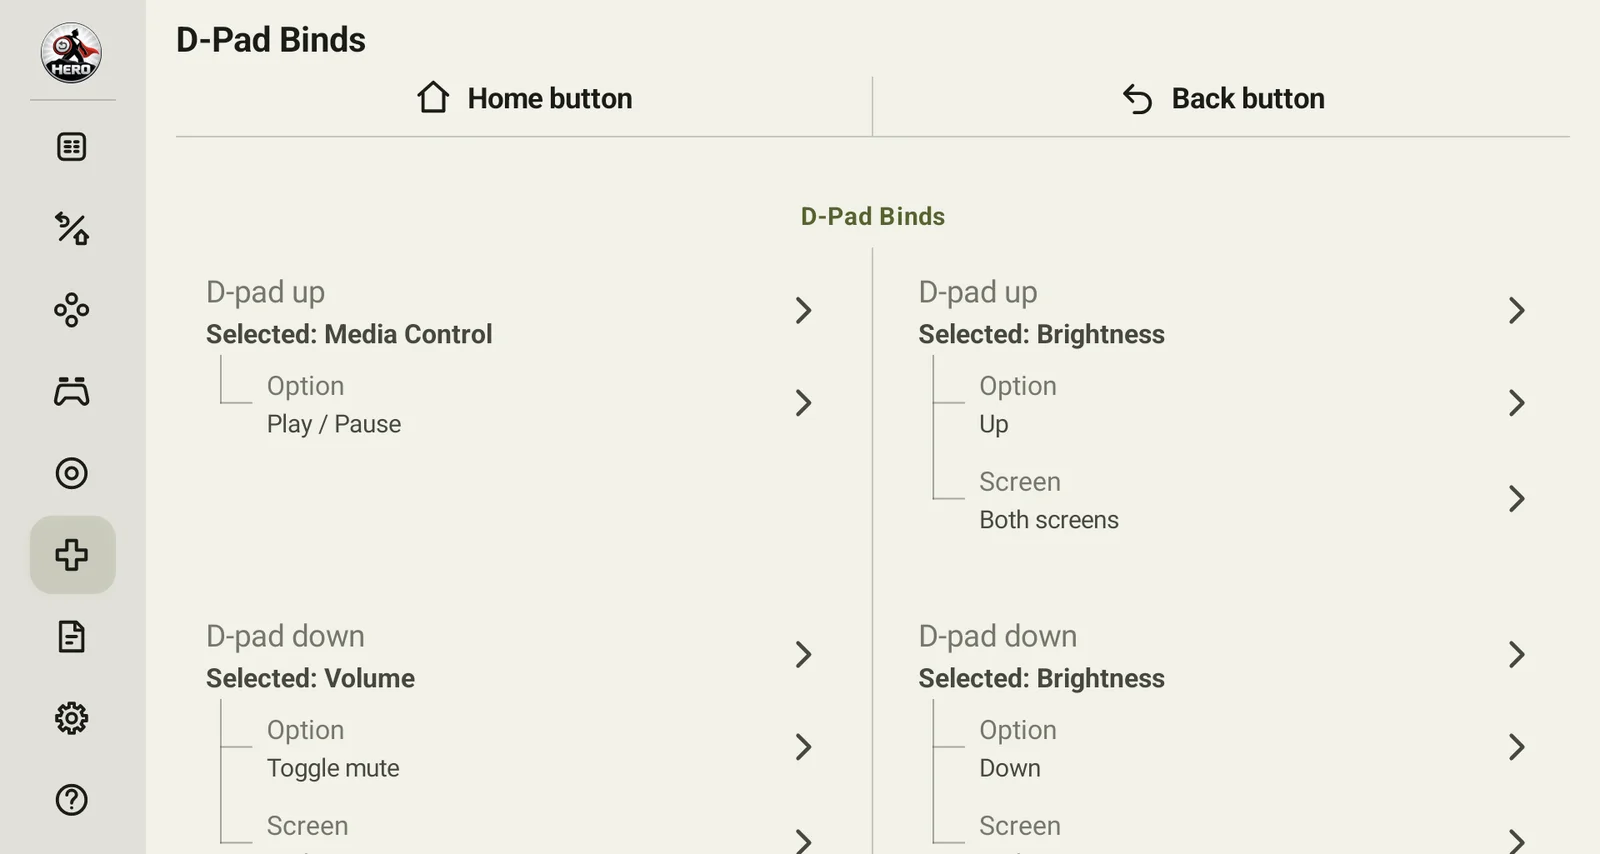 HERO
D-Pad Binds
Home button
Back button
D-Pad Binds
D-pad up
Selected: Media Control
Option
Play / Pause
D-pad up
Selected: Brightness
Option
Up
Screen
Both screens
D-pad down
Selected: Volume
Option
Toggle mute
Screen
D-pad down
Selected: Brightness
Option
Down
Screen